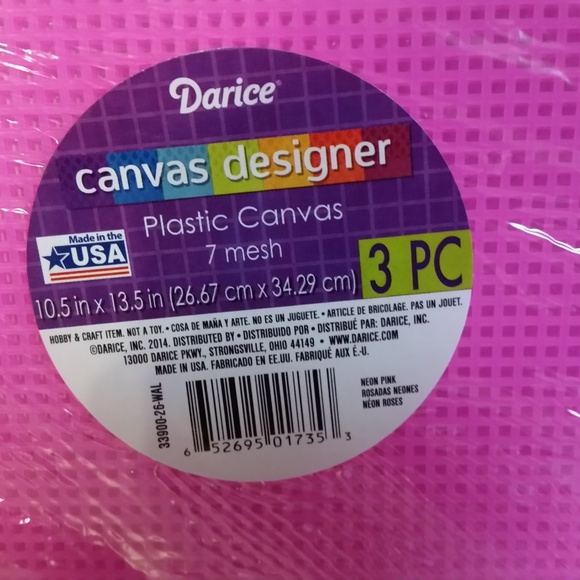 Darice
canvas designer
Plastic Canvas
7 mesh
Made in the
USA
3 PC
10.5 in x 13.5 in (26.67 cm x 34.29 cm)
HOBBY & CRAFT ITEM. NOT A TOY. • COSA DE MAÑA Y ARTE. NO ES UN JUGUETE. • ARTICLE DE BRICOLAGE. PAS UN JOUET.
©DARICE, INC. 2014. DISTRIBUTED BY • DISTRIBUIDO POR • DISTRIBUÉ PAR: DARICE, INC.
13000 DARICE PKWY., STRONGSVILLE, OHIO 44149 • WWW.DARICE.COM
MADE IN USA. FABRICADO EN EE.UU. FABRIQUÉ AUX É.-U.
33900-26-WAL
NEON PINK
ROSADAS NEONES
NÉON ROSES
6 52695 01735 3